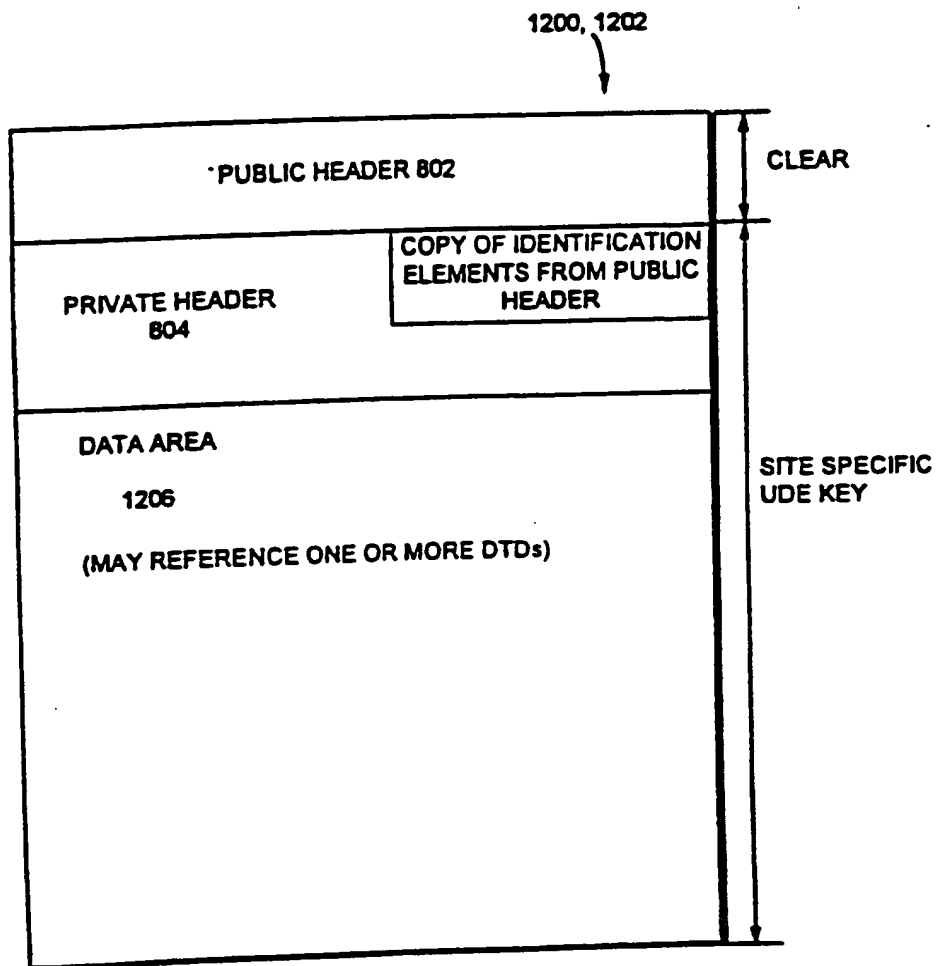 1200, 1202
PUBLIC HEADER 802
CLEAR
COPY OF IDENTIFICATION
ELEMENTS FROM PUBLIC
HEADER
PRIVATE HEADER
804
DATA AREA
1206
(MAY REFERENCE ONE OR MORE DTDs)
SITE SPECIFIC
UDE KEY